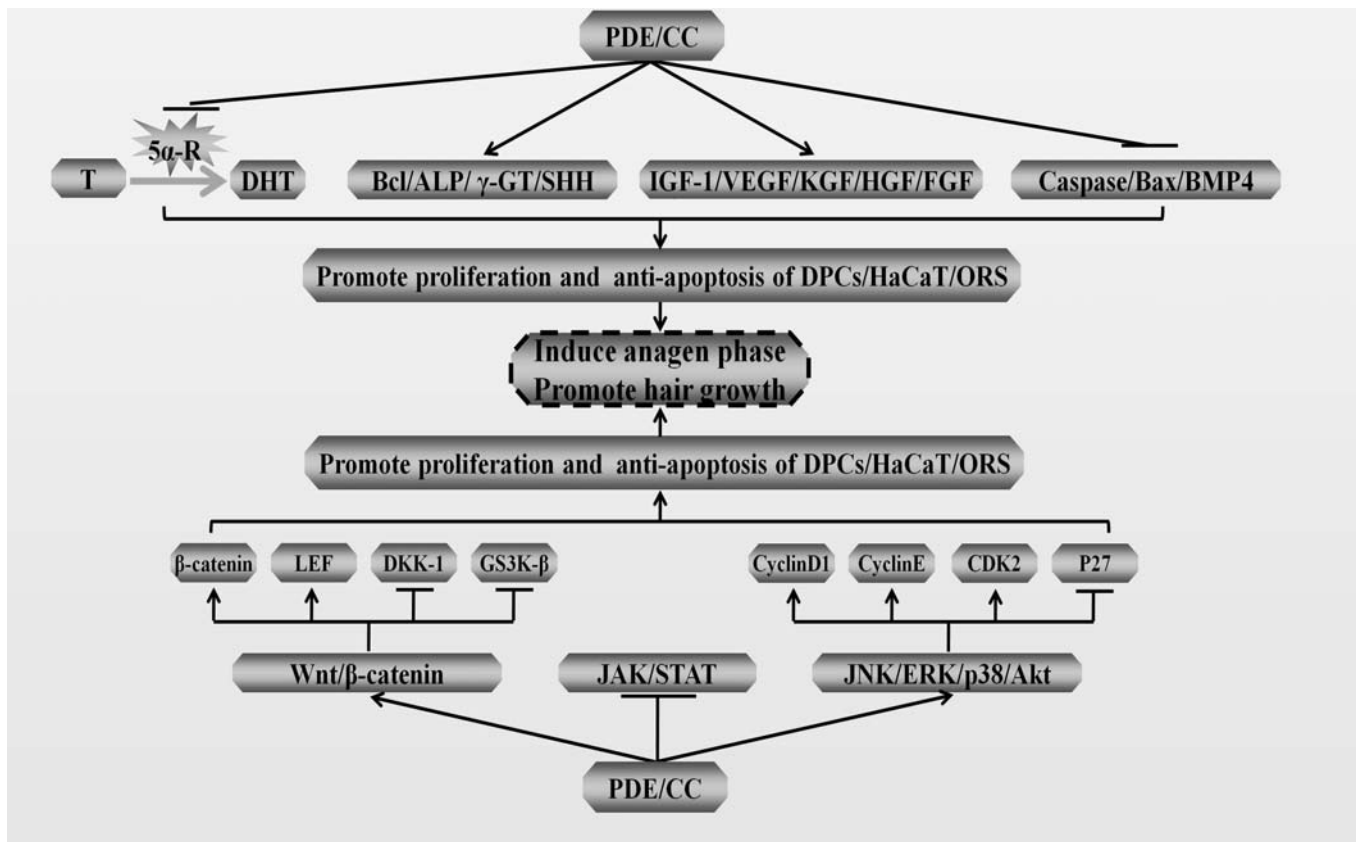 PDE/CC
5α-R
T
DHT
Bcl/ALP/ γ-GT/SHH
IGF-1/VEGF/KGF/HGF/FGF
Caspase/Bax/BMP4
Promote proliferation and anti-apoptosis of DPCs/HaCaT/ORS
Induce anagen phase
Promote hair growth
Promote proliferation and anti-apoptosis of DPCs/HaCaT/ORS
β-catenin
LEF
DKK-1
GS3K-β
CyclinD1
CyclinE
CDK2
P27
Wnt/β-catenin
JAK/STAT
JNK/ERK/p38/Akt
PDE/CC